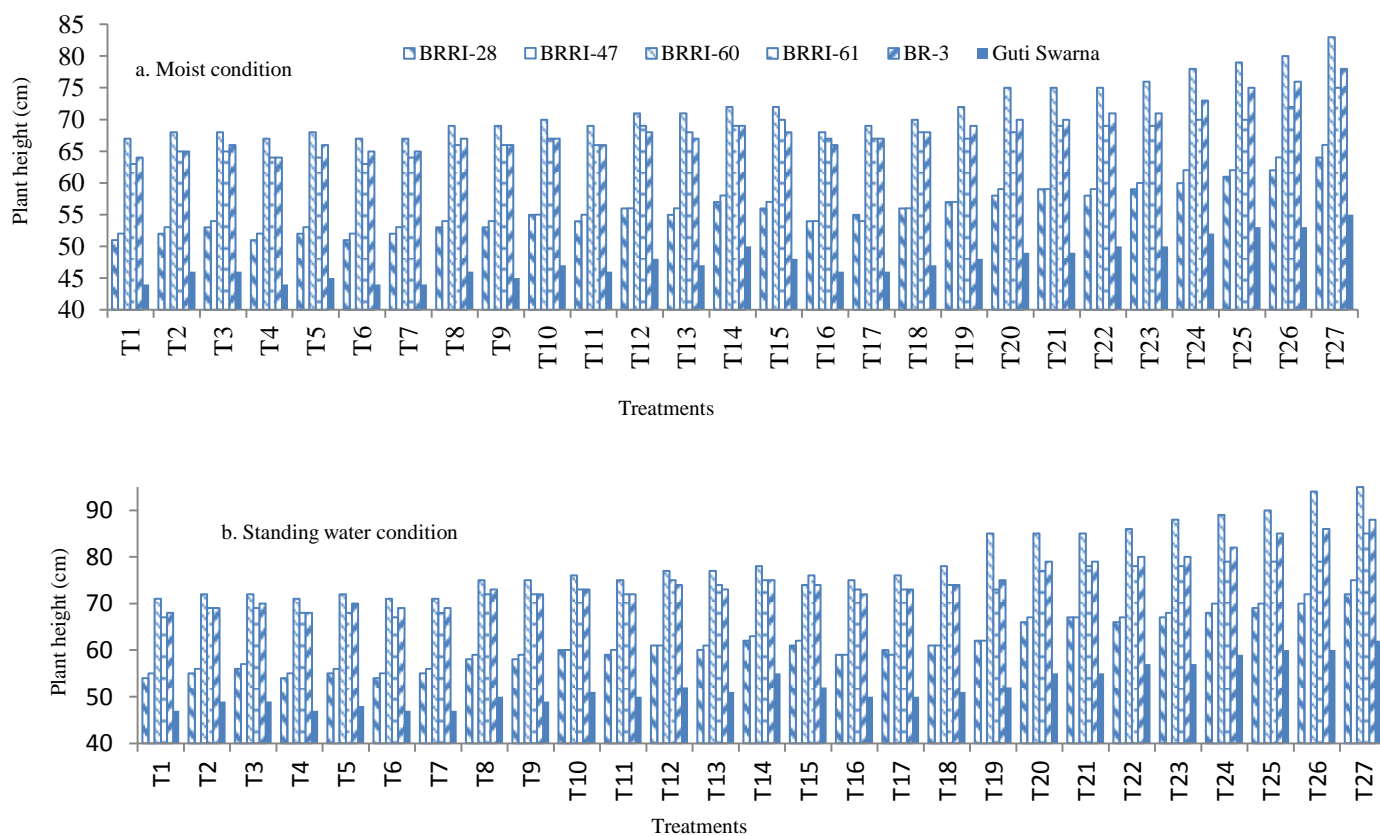 85
80
75
70
65
60
55
50
45
40
Plant height (cm)
BRRI-28 BRRI-47 BRRI-60 BRRI-61 BR-3 Guti Swarna
a. Moist condition
T1 T2 T3 T4 T5 T6 T7 T8 T9 T10 T11 T12 T13 T14 T15 T16 T17 T18 T19 T20 T21 T22 T23 T24 T25 T26 T27
Treatments
90
80
70
60
50
40
Plant height (cm)
b. Standing water condition
T1 T2 T3 T4 T5 T6 T7 T8 T9 T10 T11 T12 T13 T14 T15 T16 T17 T18 T19 T20 T21 T22 T23 T24 T25 T26 T27
Treatments